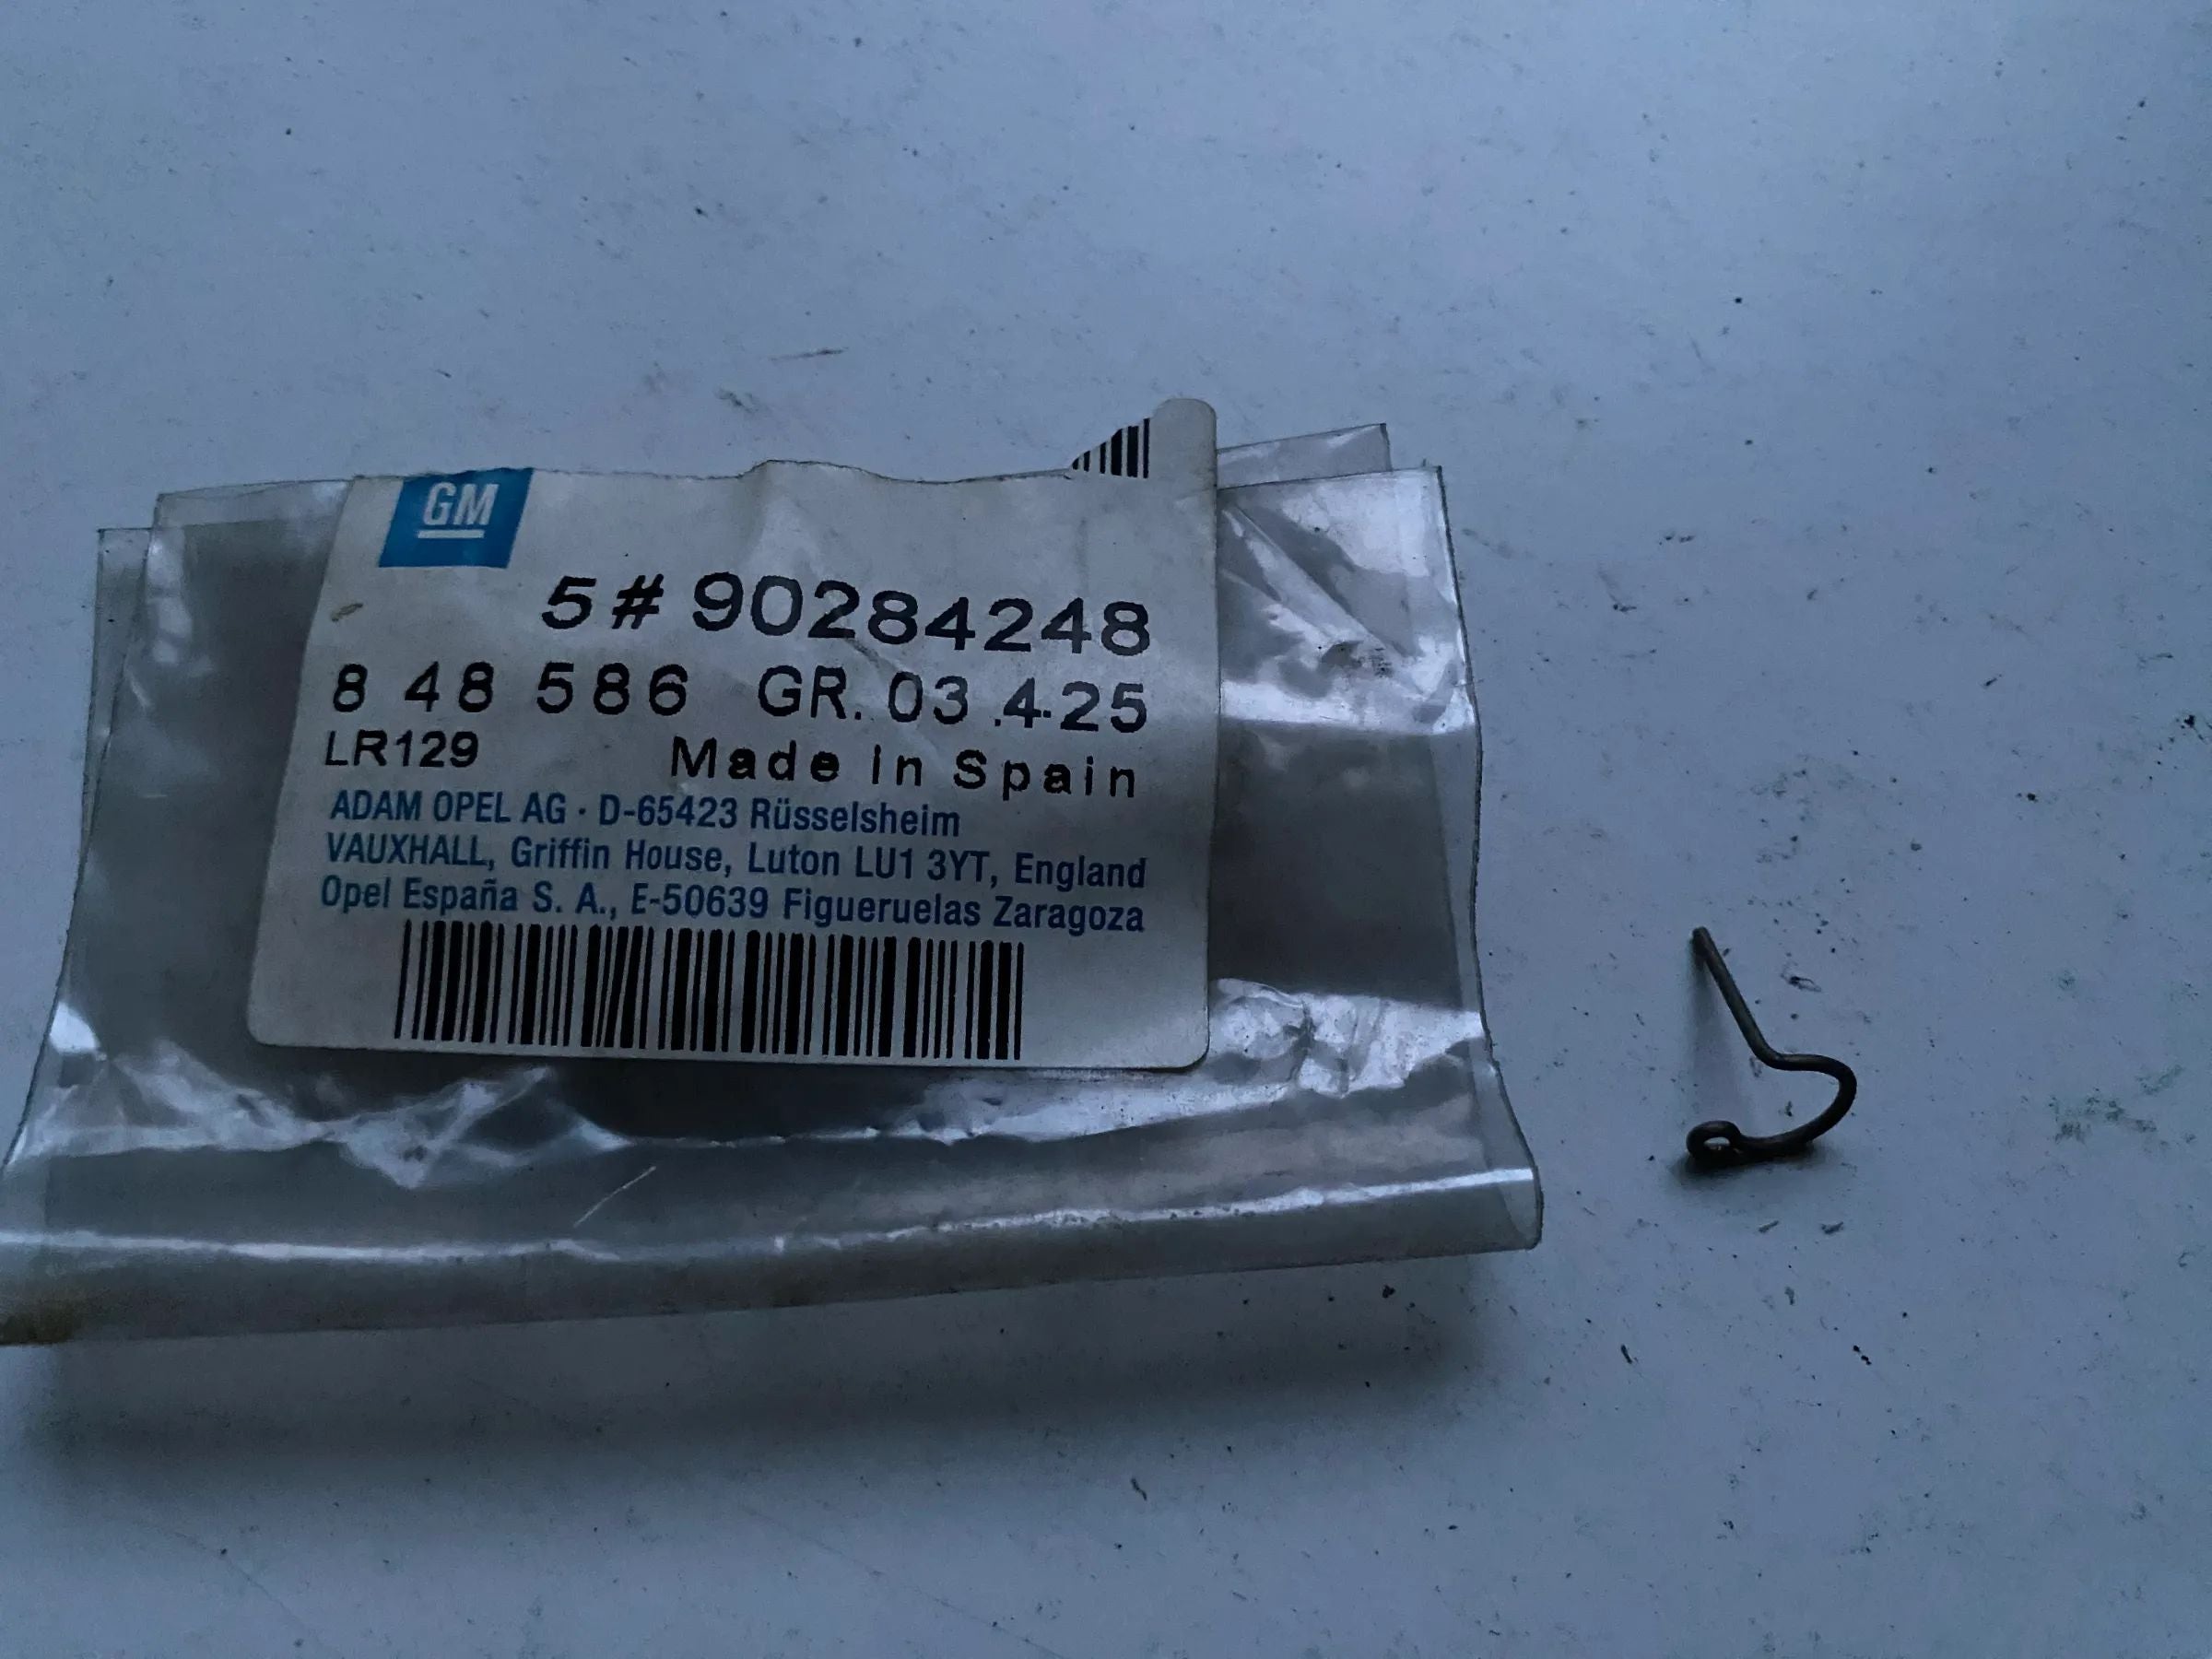 GM
5# 90284248
8 48 586 GR. 03.4.25
LR129 Made in Spain
ADAM OPEL AG · D-65423 Rüsselsheim
VAUXHALL, Griffin House, Luton LU1 3YT, England
Opel España S. A., E-50639 Figueruelas Zaragoza